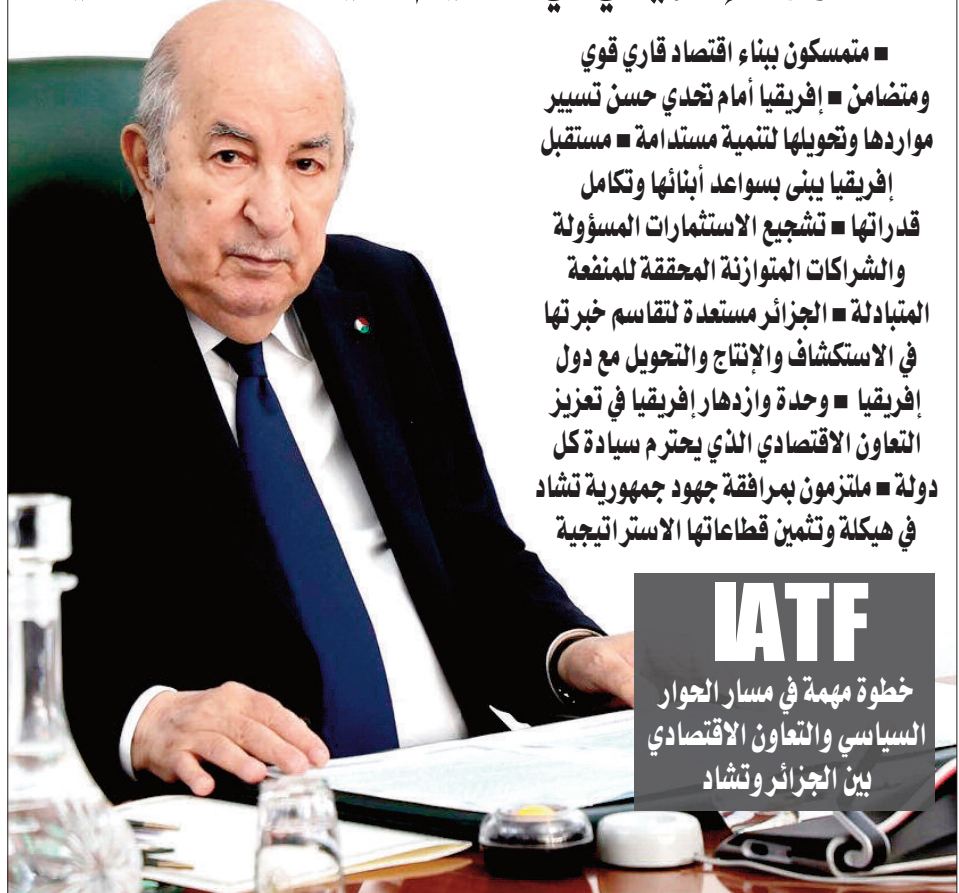 ■ متمسكون ببناء اقتصاد قاري قوي
ومتضامن ■ إفريقيا أمام تحدي حسن تسيير
مواردها وتحويلها لتنمية مستدامة ■ مستقبل
إفريقيا يبنى بسواعد أبنائها وتكامل
قدراتها ■ تشجيع الاستثمارات المسؤولة
والشراكات المتوازنة المحققة للمنفعة
المتبادلة ■ الجزائر مستعدة لتقاسم خبرتها
في الاستكشاف والإنتاج والتحويل مع دول
إفريقيا ■ وحدة وازدهار إفريقيا في تعزيز
التعاون الاقتصادي الذي يحترم سيادة كل
دولة ■ ملتزمون بمرافقة جهود جمهورية تشاد
في هيكلة وتثمين قطاعاتها الاستراتيجية
IATF
خطوة مهمة في مسار الحوار
السياسي والتعاون الاقتصادي
بين الجزائر وتشاد